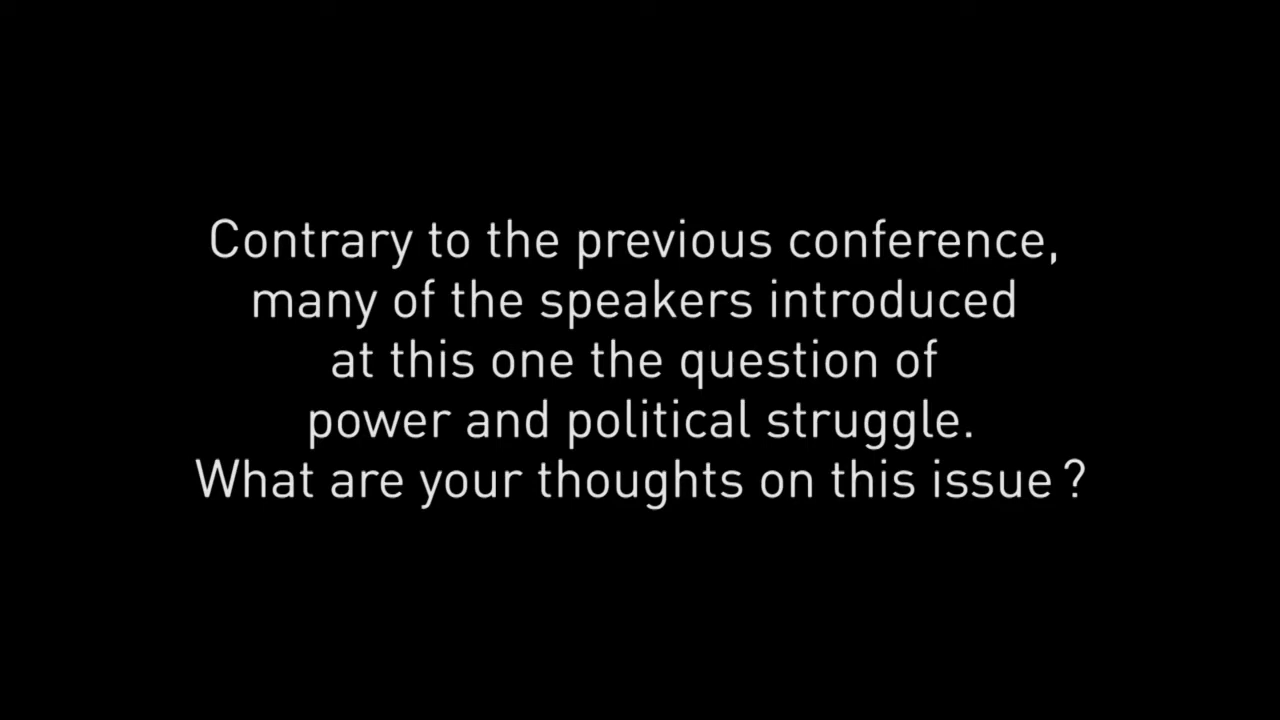 Contrary to the previous conference,
many of the speakers introduced
at this one the question of
power and political struggle.
What are your thoughts on this issue ?